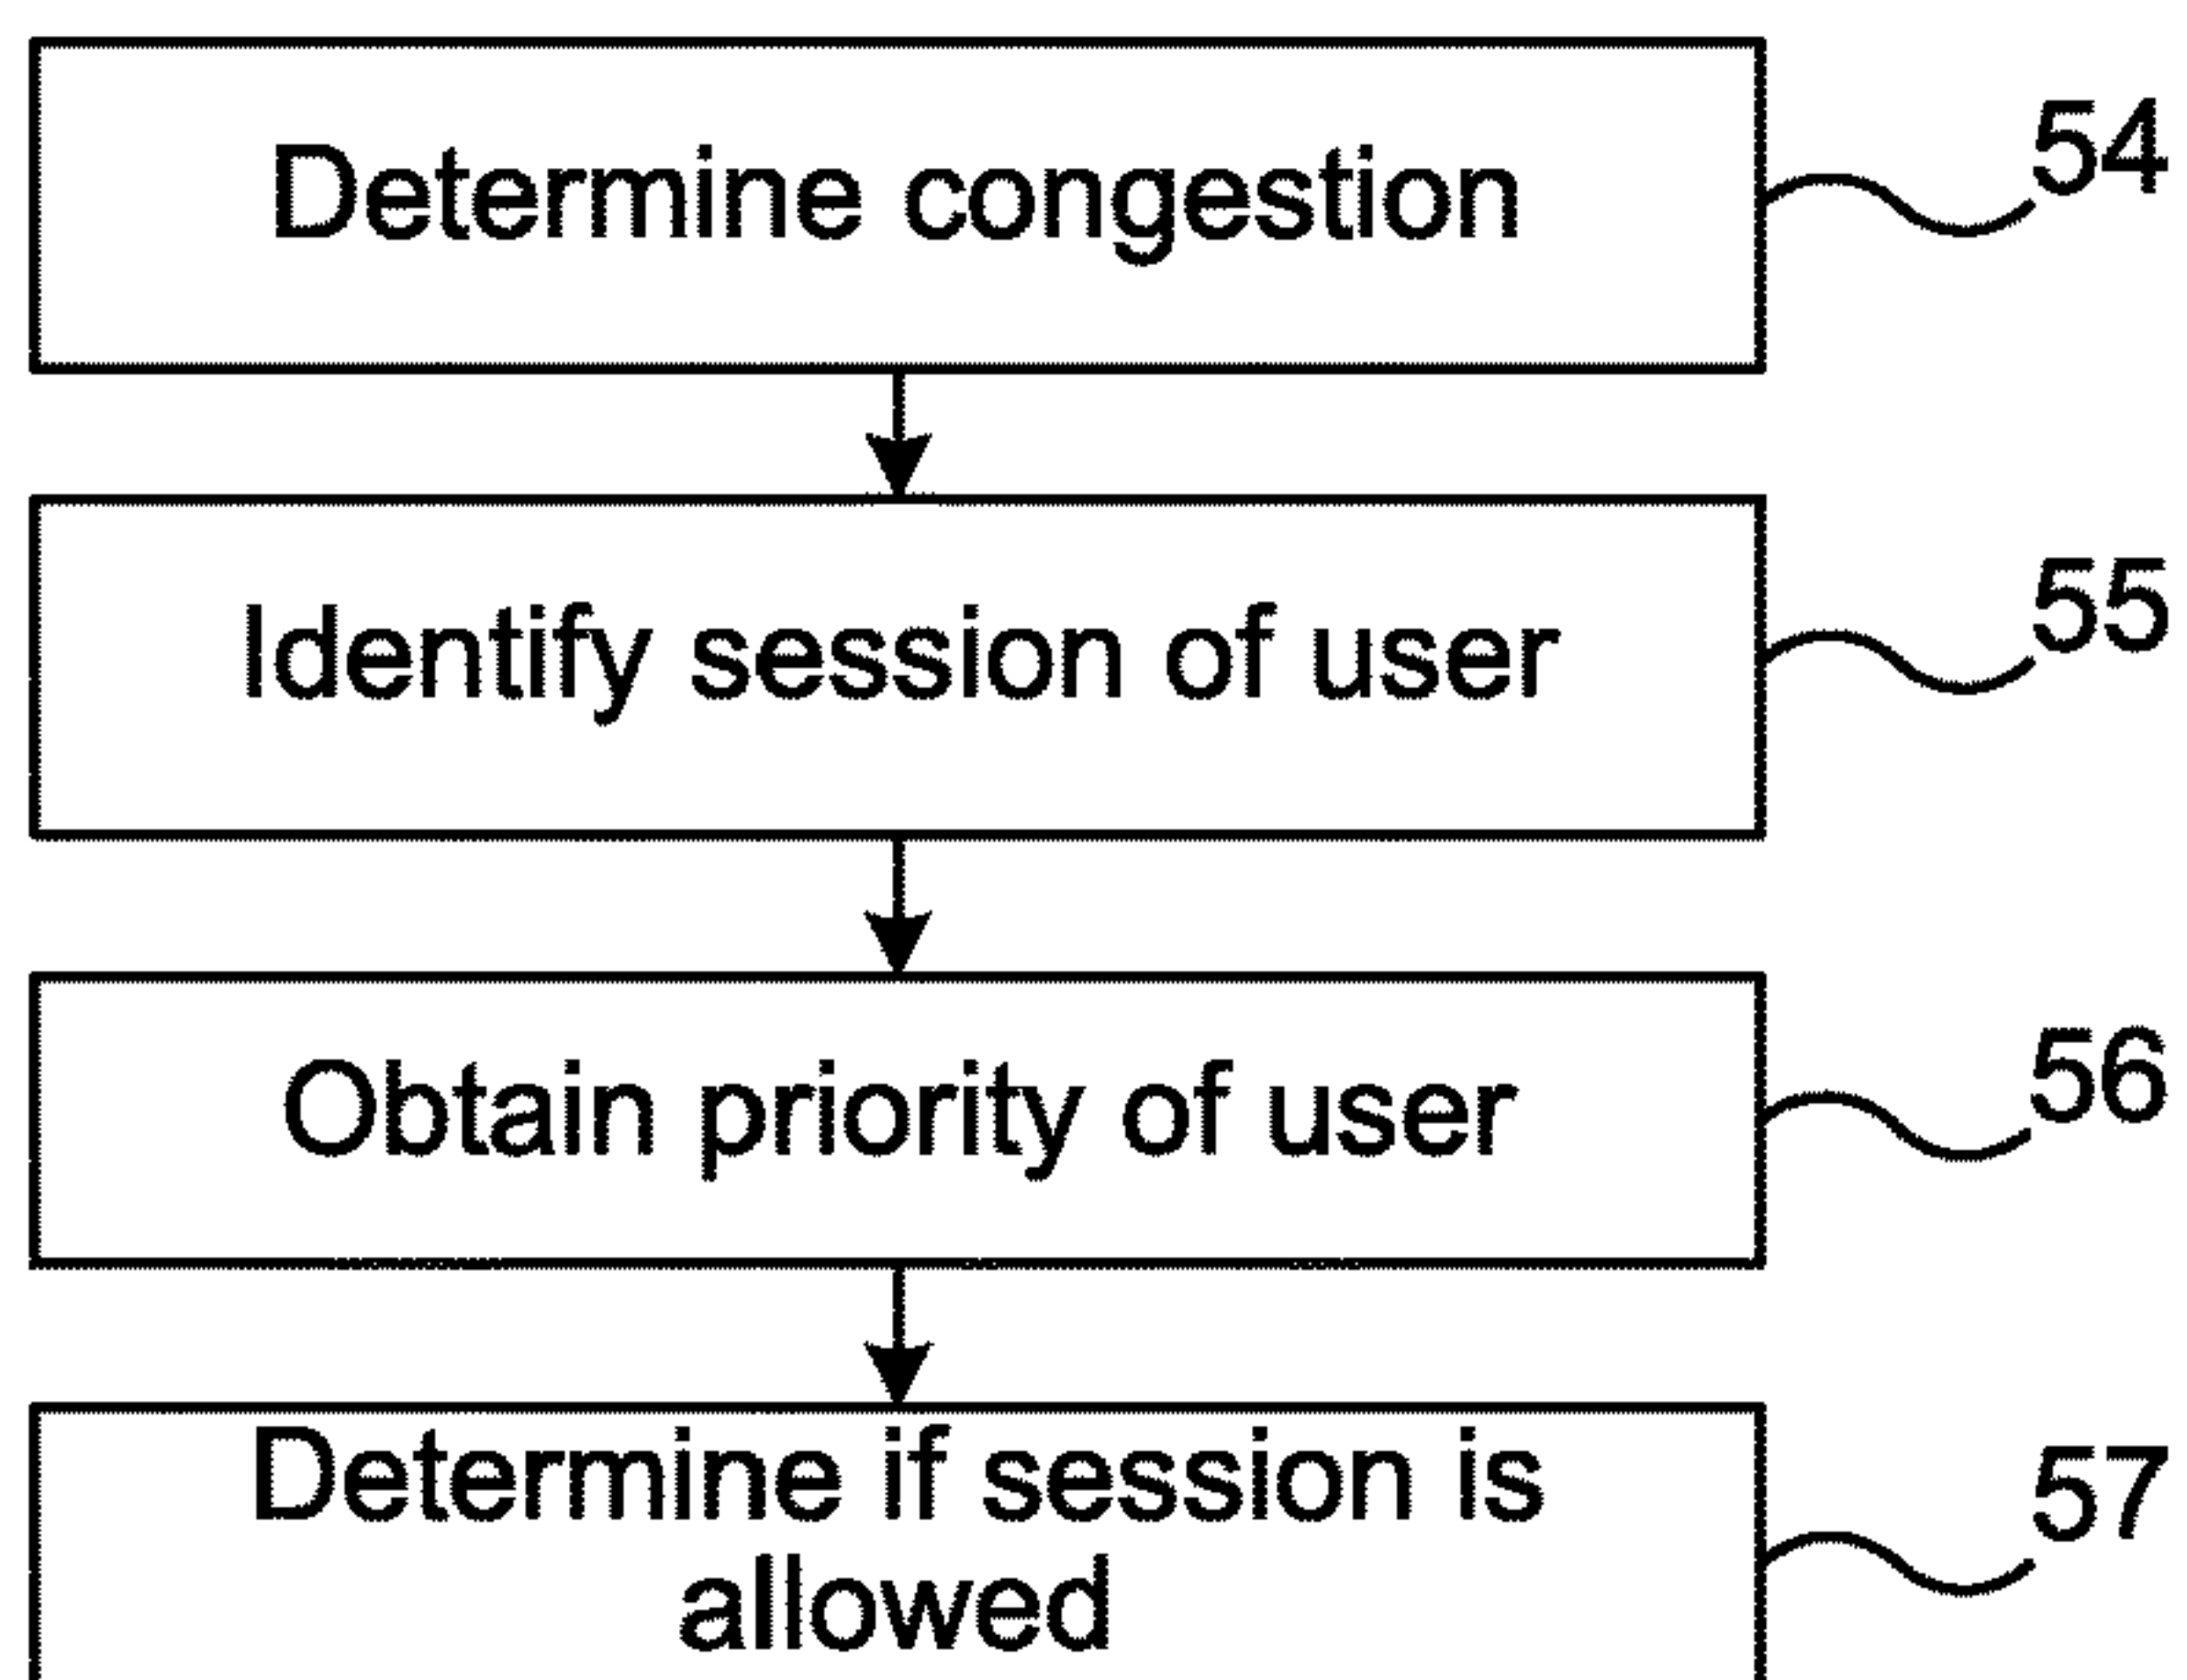 Determine congestion
54
Identify session of user
55
Obtain priority of user
56
Determine if session is
allowed
57